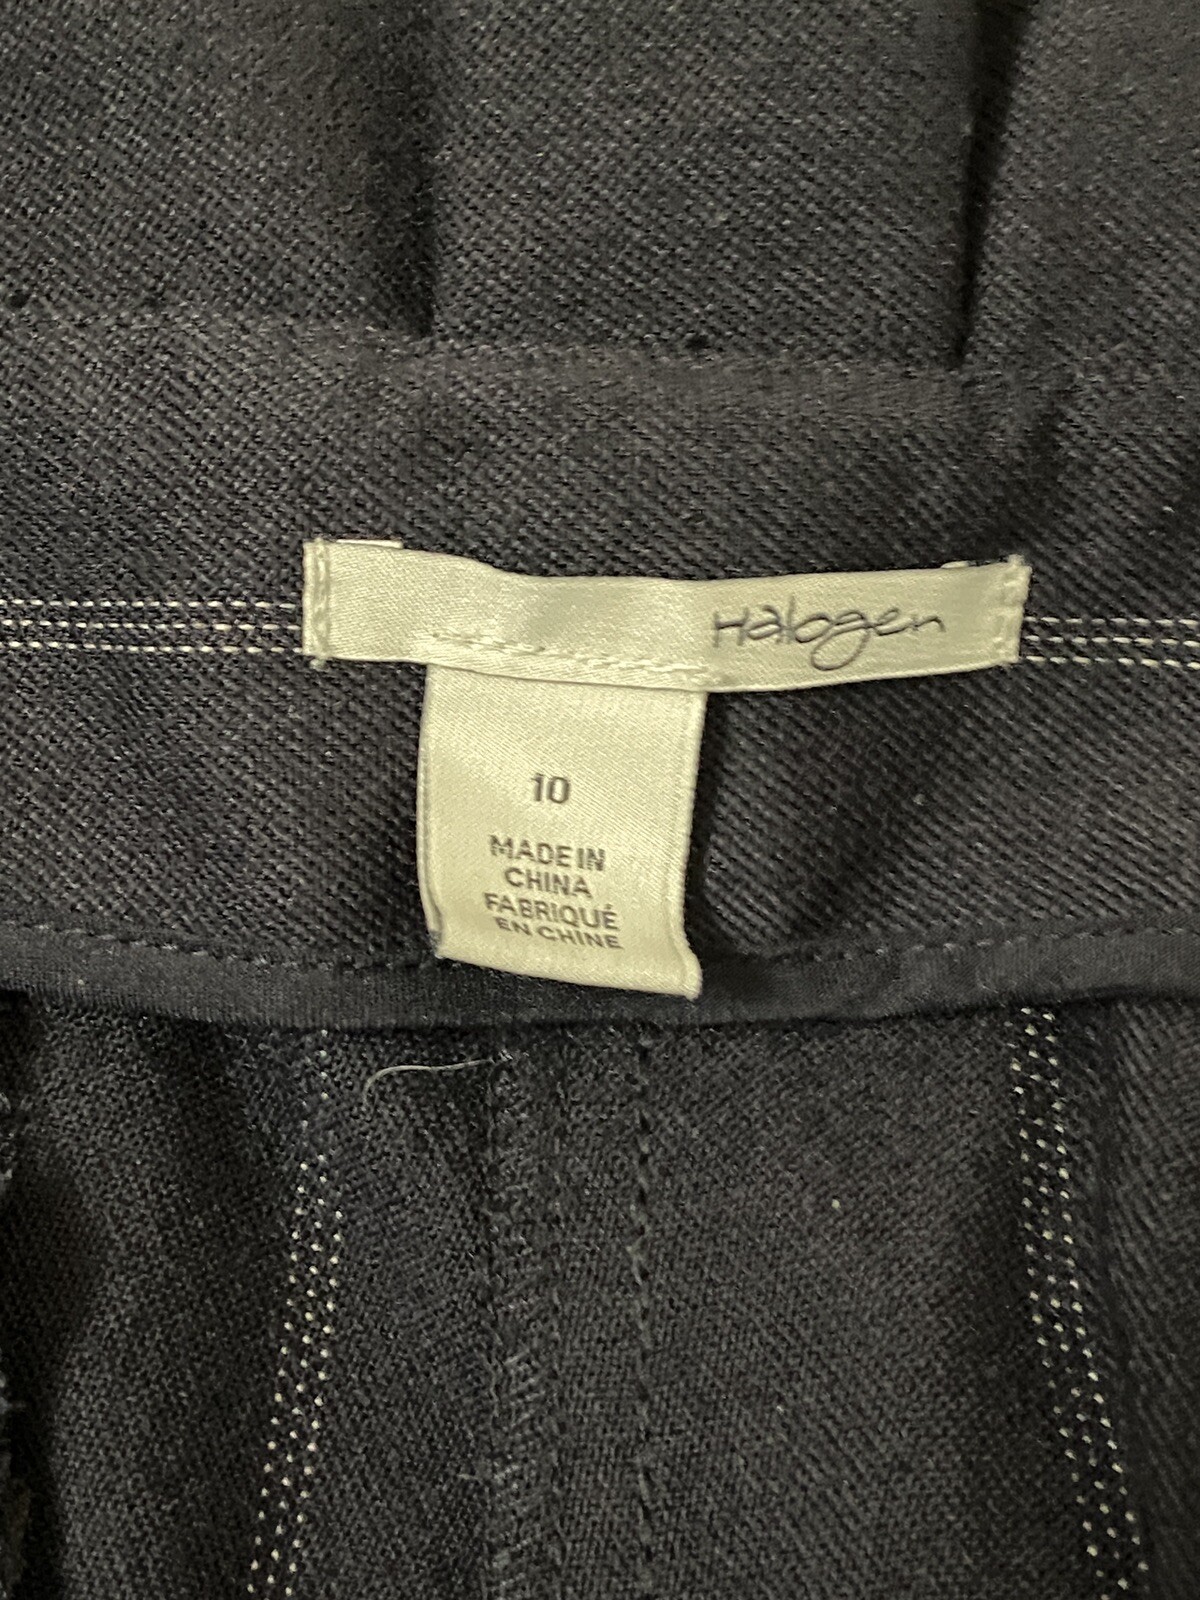 Halogen
10
MADE IN
CHINA
FABRIQUÉ
EN CHINE